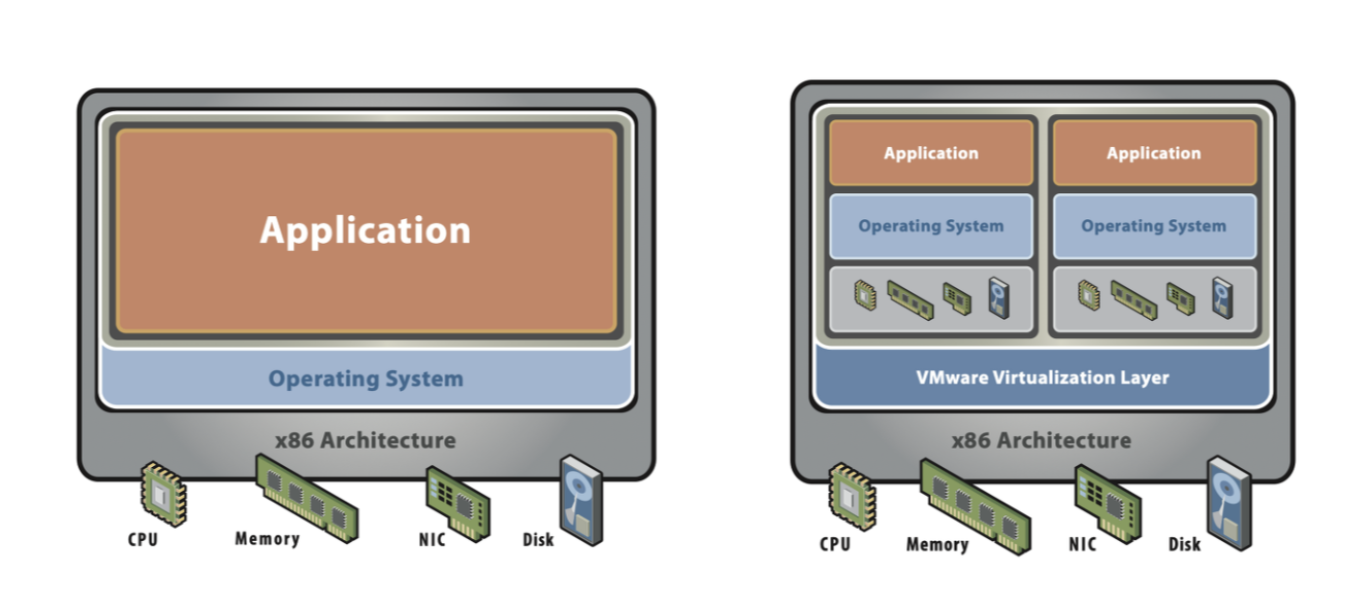 Application
Operating System
x86 Architecture
CPU
Memory
NIC
Disk
Application
Application
Operating System
Operating System
VMware Virtualization Layer
x86 Architecture
CPU
Memory
NIC
Disk